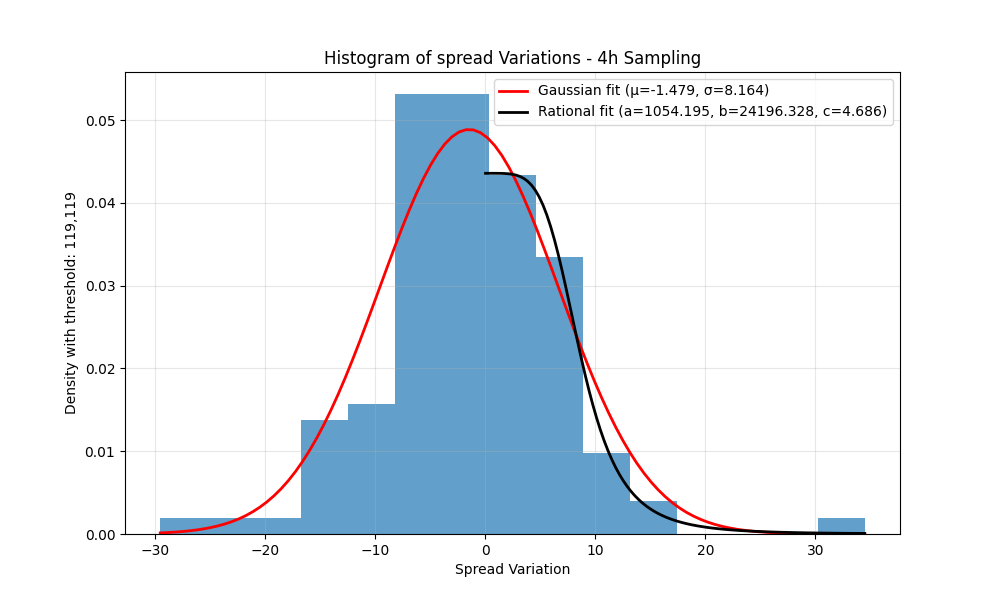 Histogram of spread Variations - 4h Sampling
Gaussian fit (μ=-1.479, σ=8.164)
Rational fit (a=1054.195, b=24196.328, c=4.686)
Density with threshold: 119,119
0.05
0.04
0.03
0.02
0.01
0.00
−30
−20
−10
0
10
20
30
Spread Variation